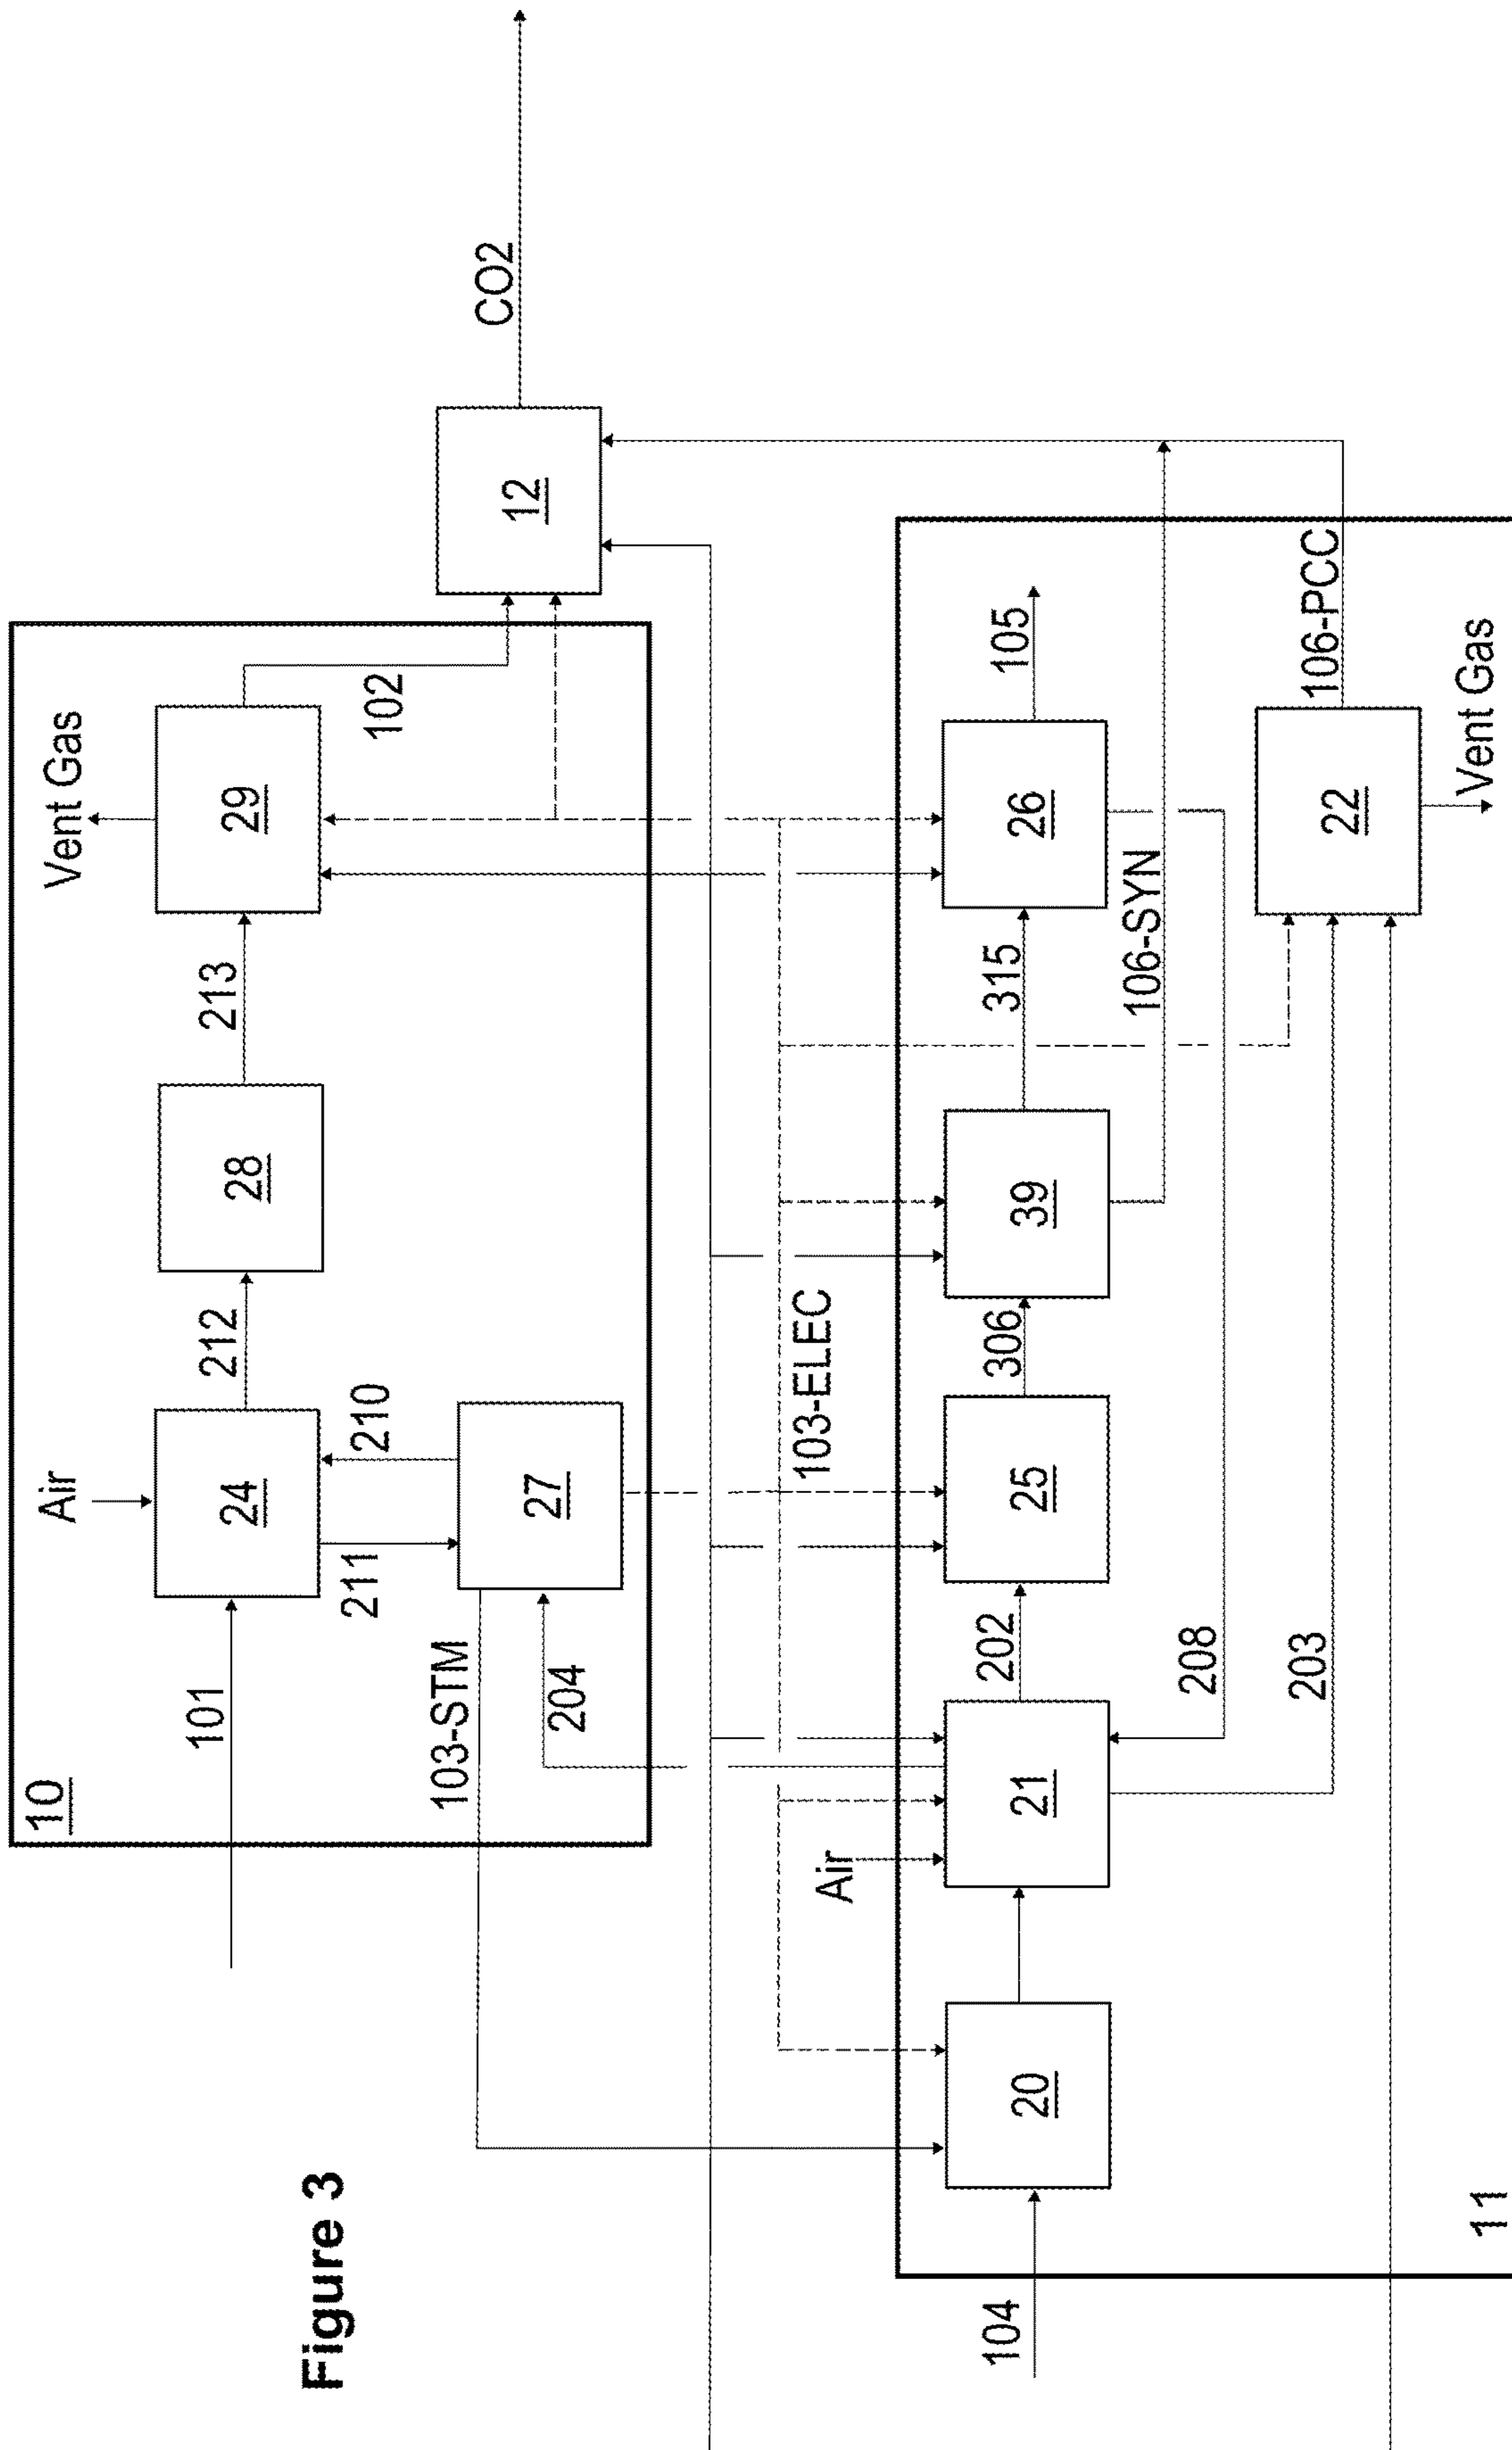 Figure 3
10
101
Air
24
212
28
213
29
Vent Gas
102
211
210
27
204
103-STM
12
CO2
103-ELEC
104
20
Air
21
202
25
306
39
315
26
105
106-SYN
208
203
22
106-PCC
Vent Gas
11